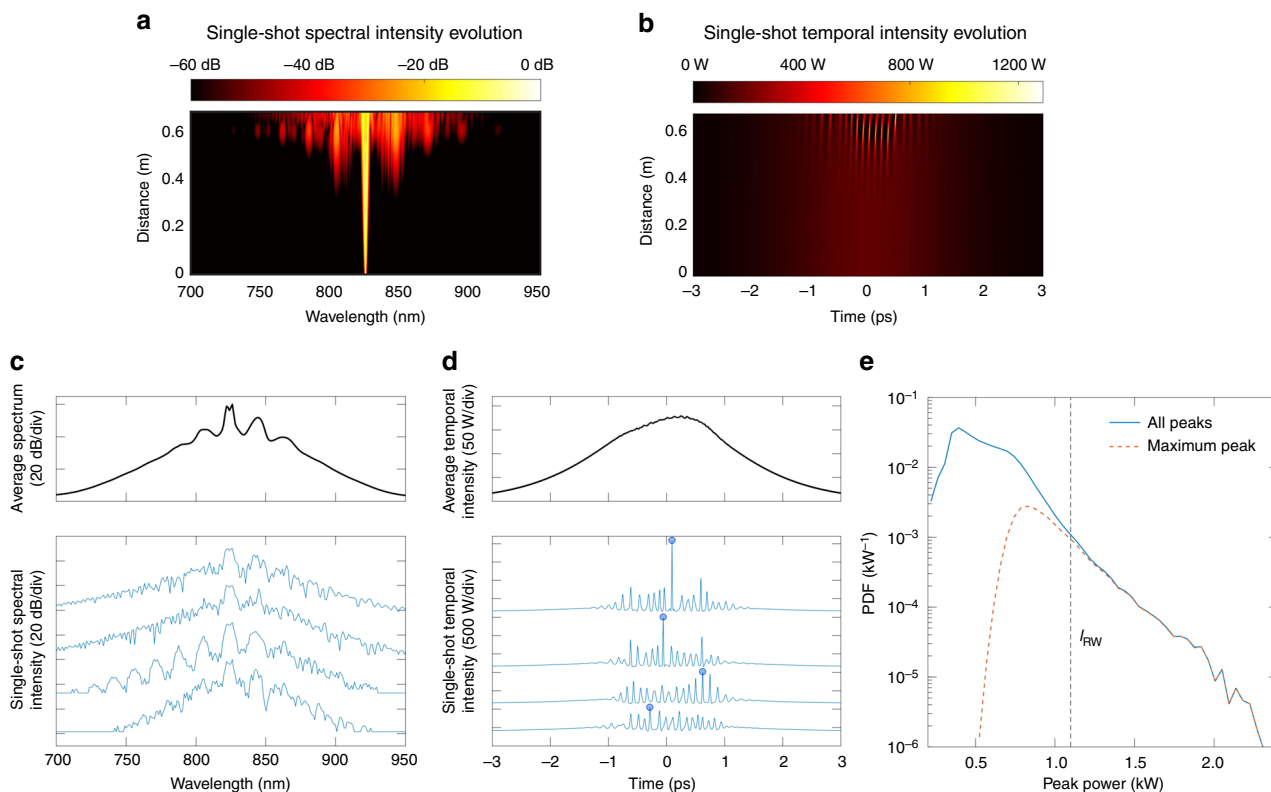 a
Single-shot spectral intensity evolution
−60 dB −40 dB −20 dB 0 dB
0.6
0.4
0.2
0
Distance (m)
700 750 800 850 900 950
Wavelength (nm)
b
Single-shot temporal intensity evolution
0 W 400 W 800 W 1200 W
0.6
0.4
0.2
0
Distance (m)
−3 −2 −1 0 1 2 3
Time (ps)
c
Average spectrum
(20 dB/div)
Single-shot spectral
intensity (20 dB/div)
700 750 800 850 900 950
Wavelength (nm)
d
Average temporal
intensity (50 W/div)
Single-shot temporal
intensity (500 W/div)
−3 −2 −1 0 1 2 3
Time (ps)
e
10⁻¹
10⁻²
10⁻³
10⁻⁴
10⁻⁵
10⁻⁶
PDF (kW⁻¹)
All peaks
Maximum peak
I_RW
0.5 1.0 1.5 2.0
Peak power (kW)